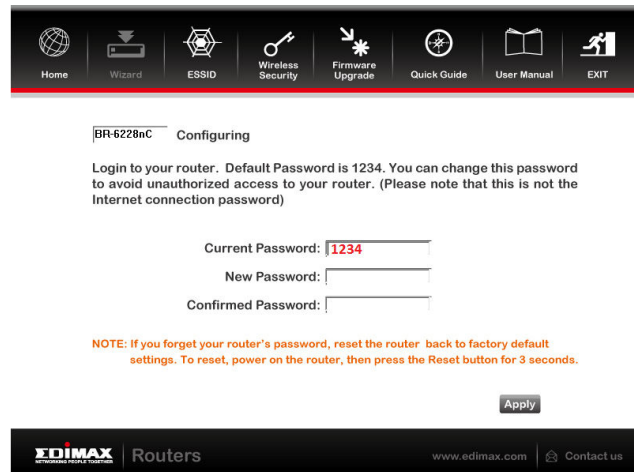 Home
Wizard
ESSID
Wireless
Security
Firmware
Upgrade
Quick Guide
User Manual
EXIT
BR-6228nC Configuring
Login to your router. Default Password is 1234. You can change this password
to avoid unauthorized access to your router. (Please note that this is not the
Internet connection password)
Current Password: 1234
New Password:
Confirmed Password:
NOTE: If you forget your router's password, reset the router back to factory default
settings. To reset, power on the router, then press the Reset button for 3 seconds.
Apply
EDIMAX
NETWORKING PEOPLE TOGETHER
Routers
www.edimax.com
Contact us